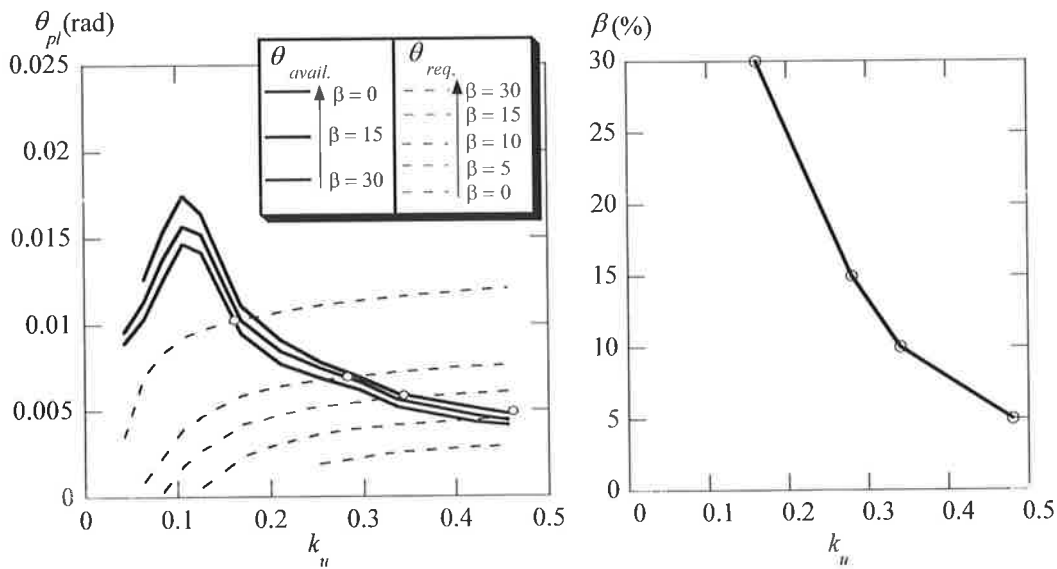 θpl(rad)
0.025
0.02
0.015
0.01
0.005
0
0 0.1 0.2 0.3 0.4 0.5
ku
θavail.
β = 0
β = 15
β = 30
θreq.
β = 30
β = 15
β = 10
β = 5
β = 0
β(%)
30
25
20
15
10
5
0
0 0.1 0.2 0.3 0.4 0.5
ku